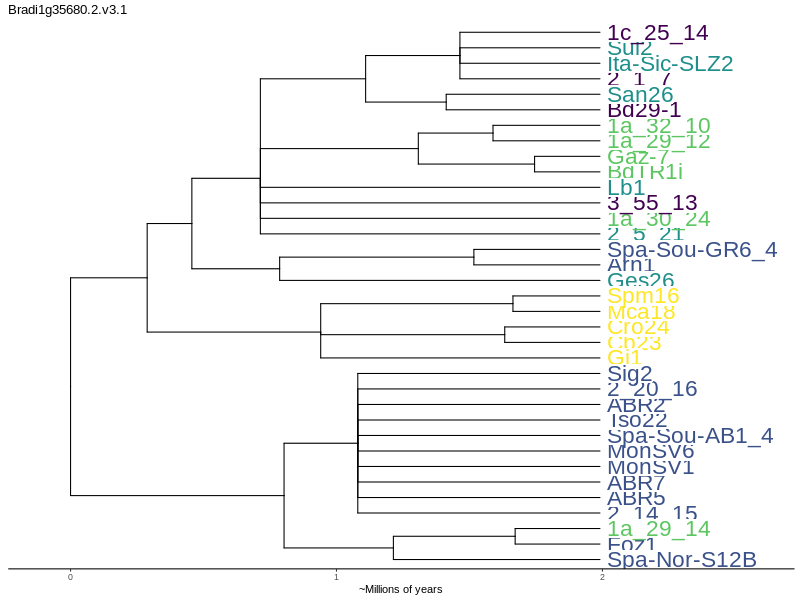 Bradi1g35680.2.v3.1
1c_25_14
Sul2
Ita-Sic-SLZ2
2_1_7
San26
Bd29-1
1a_32_10
1a_29_12
Gaz-7
BdTR1i
Lb1
3_55_13
1a_30_24
2_5_21
Spa-Sou-GR6_4
Arn1
Ges26
Spm16
Mca18
Cro24
Cn23
Gi1
Sig2
2_20_16
ABR2
Tso22
Spa-Sou-AB1_4
MonSV6
MonSV1
ABR7
ABR5
2_14_15
1a_29_14
Foz1
Spa-Nor-S12B
0 1 2
~Millions of years